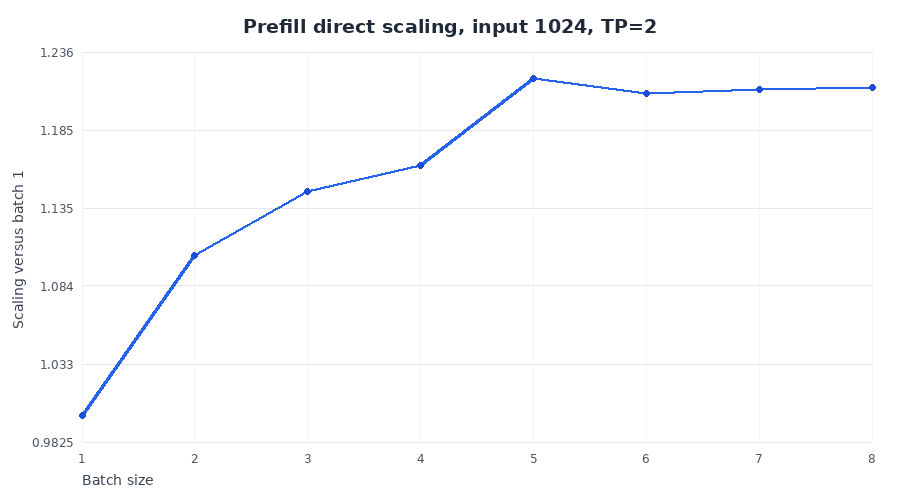 Prefill direct scaling, input 1024, TP=2
1.236
1.185
1.135
1.084
1.033
0.9825
Scaling versus batch 1
1 2 3 4 5 6 7 8
Batch size